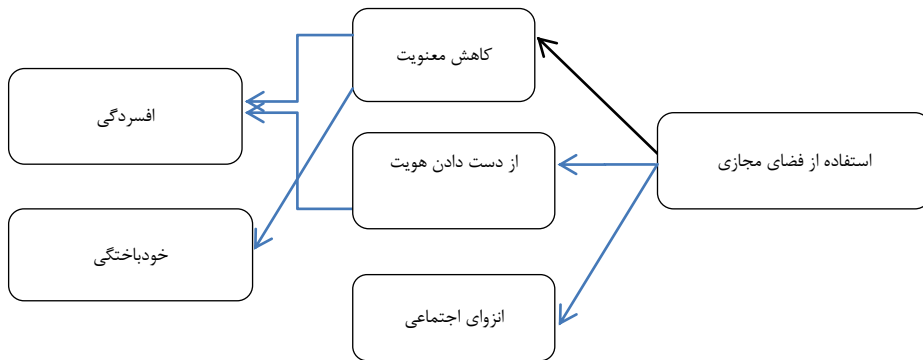 استفاده از فضای مجازی
کاهش معنویت
از دست دادن هویت
انزوای اجتماعی
افسردگی
خودباختگی